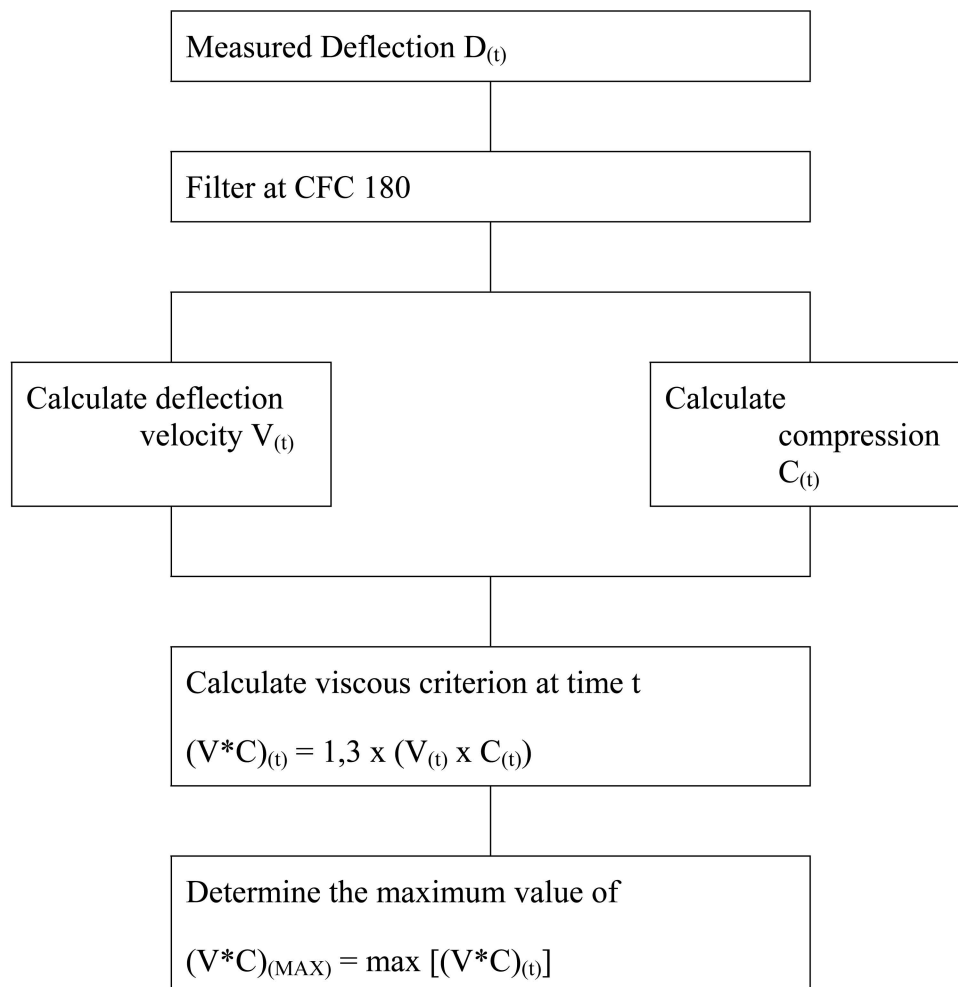 Measured Deflection D(t)
Filter at CFC 180
Calculate deflection
velocity V(t)
Calculate
compression
C(t)
Calculate viscous criterion at time t
(V*C)(t) = 1,3 x (V(t) x C(t))
Determine the maximum value of
(V*C)(MAX) = max [(V*C)(t)]